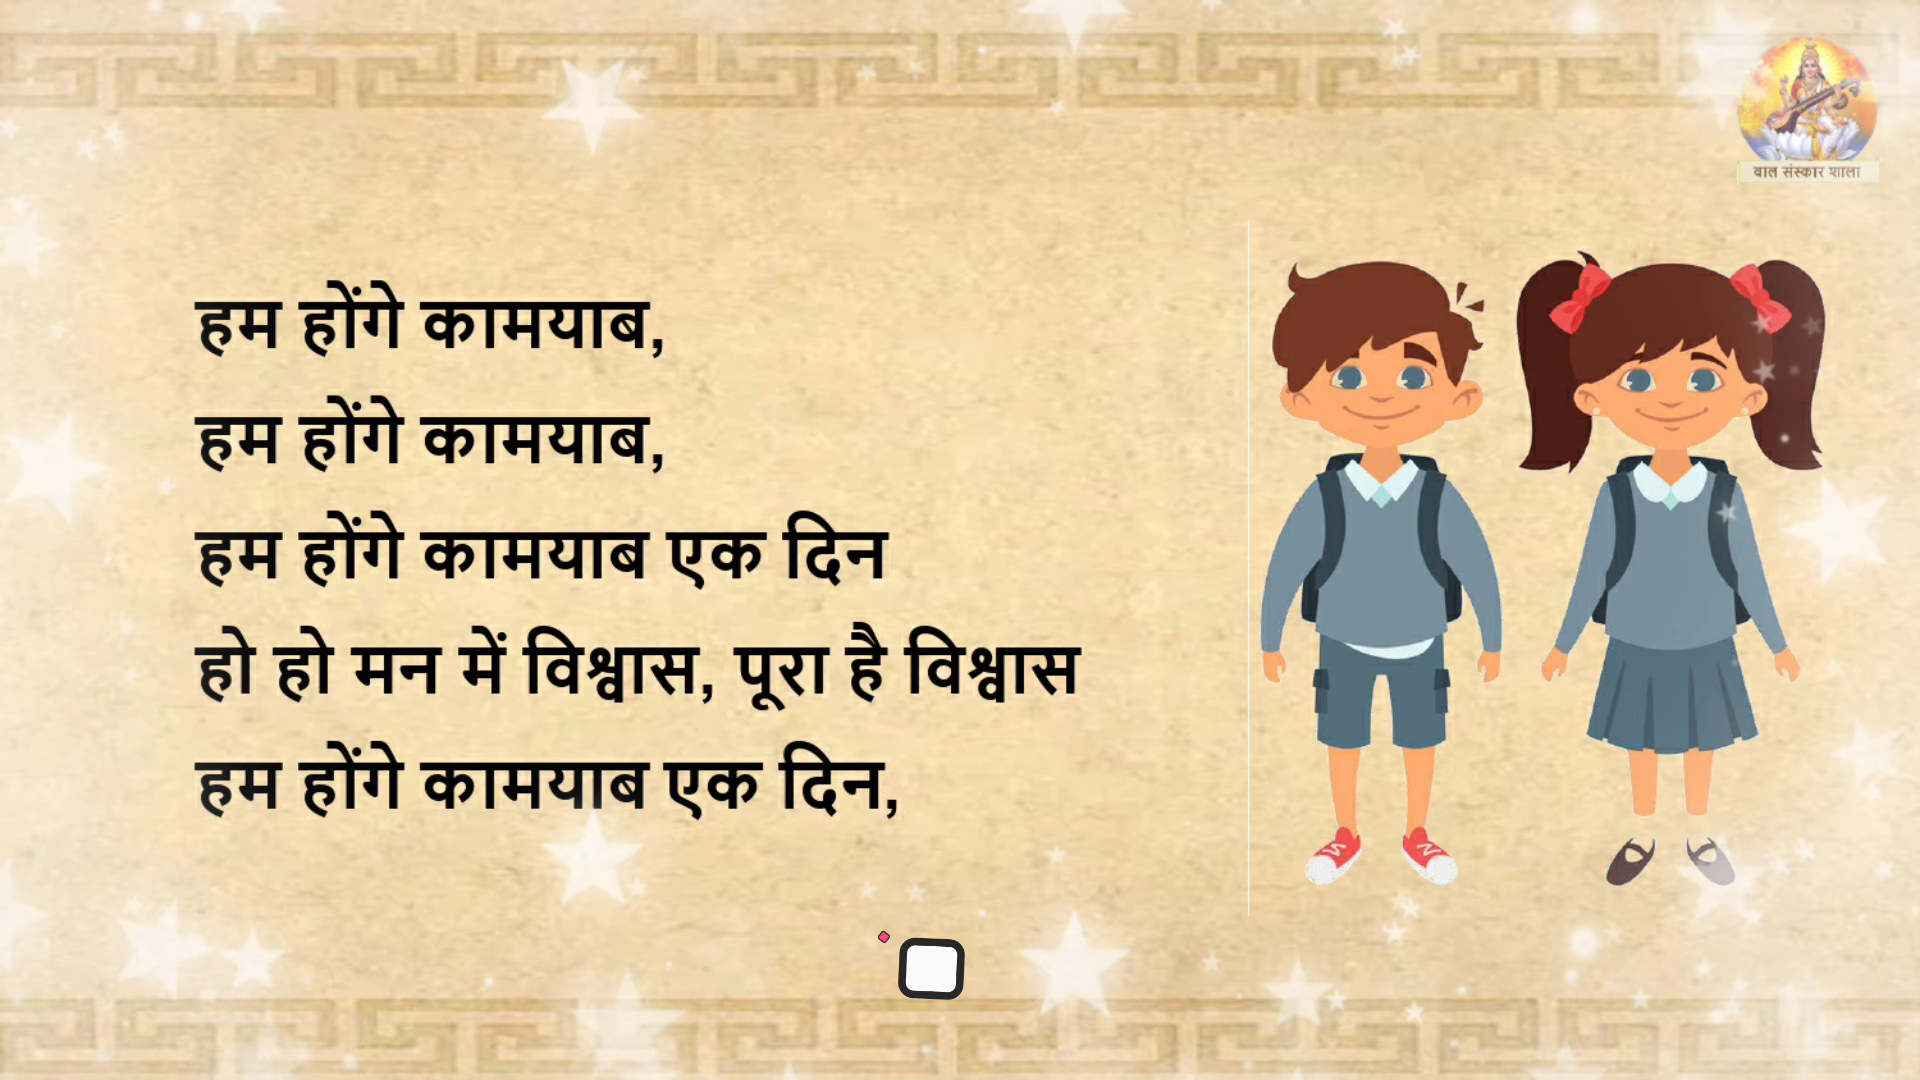 बाल संस्कार शाला
हम होंगे कामयाब,
हम होंगे कामयाब,
हम होंगे कामयाब एक दिन
हो हो मन में विश्वास, पूरा है विश्वास
हम होंगे कामयाब एक दिन,